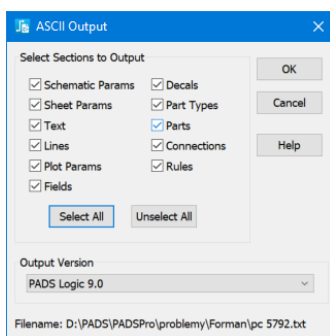 ASCII Output
Select Sections to Output
Schematic Params
Decals
Sheet Params
Part Types
Text
Parts
Lines
Connections
Plot Params
Rules
Fields
Select All
Unselect All
OK
Cancel
Help
Output Version
PADS Logic 9.0
Filename: D:\PADS\PADSPro\problemy\Forman\pc 5792.txt